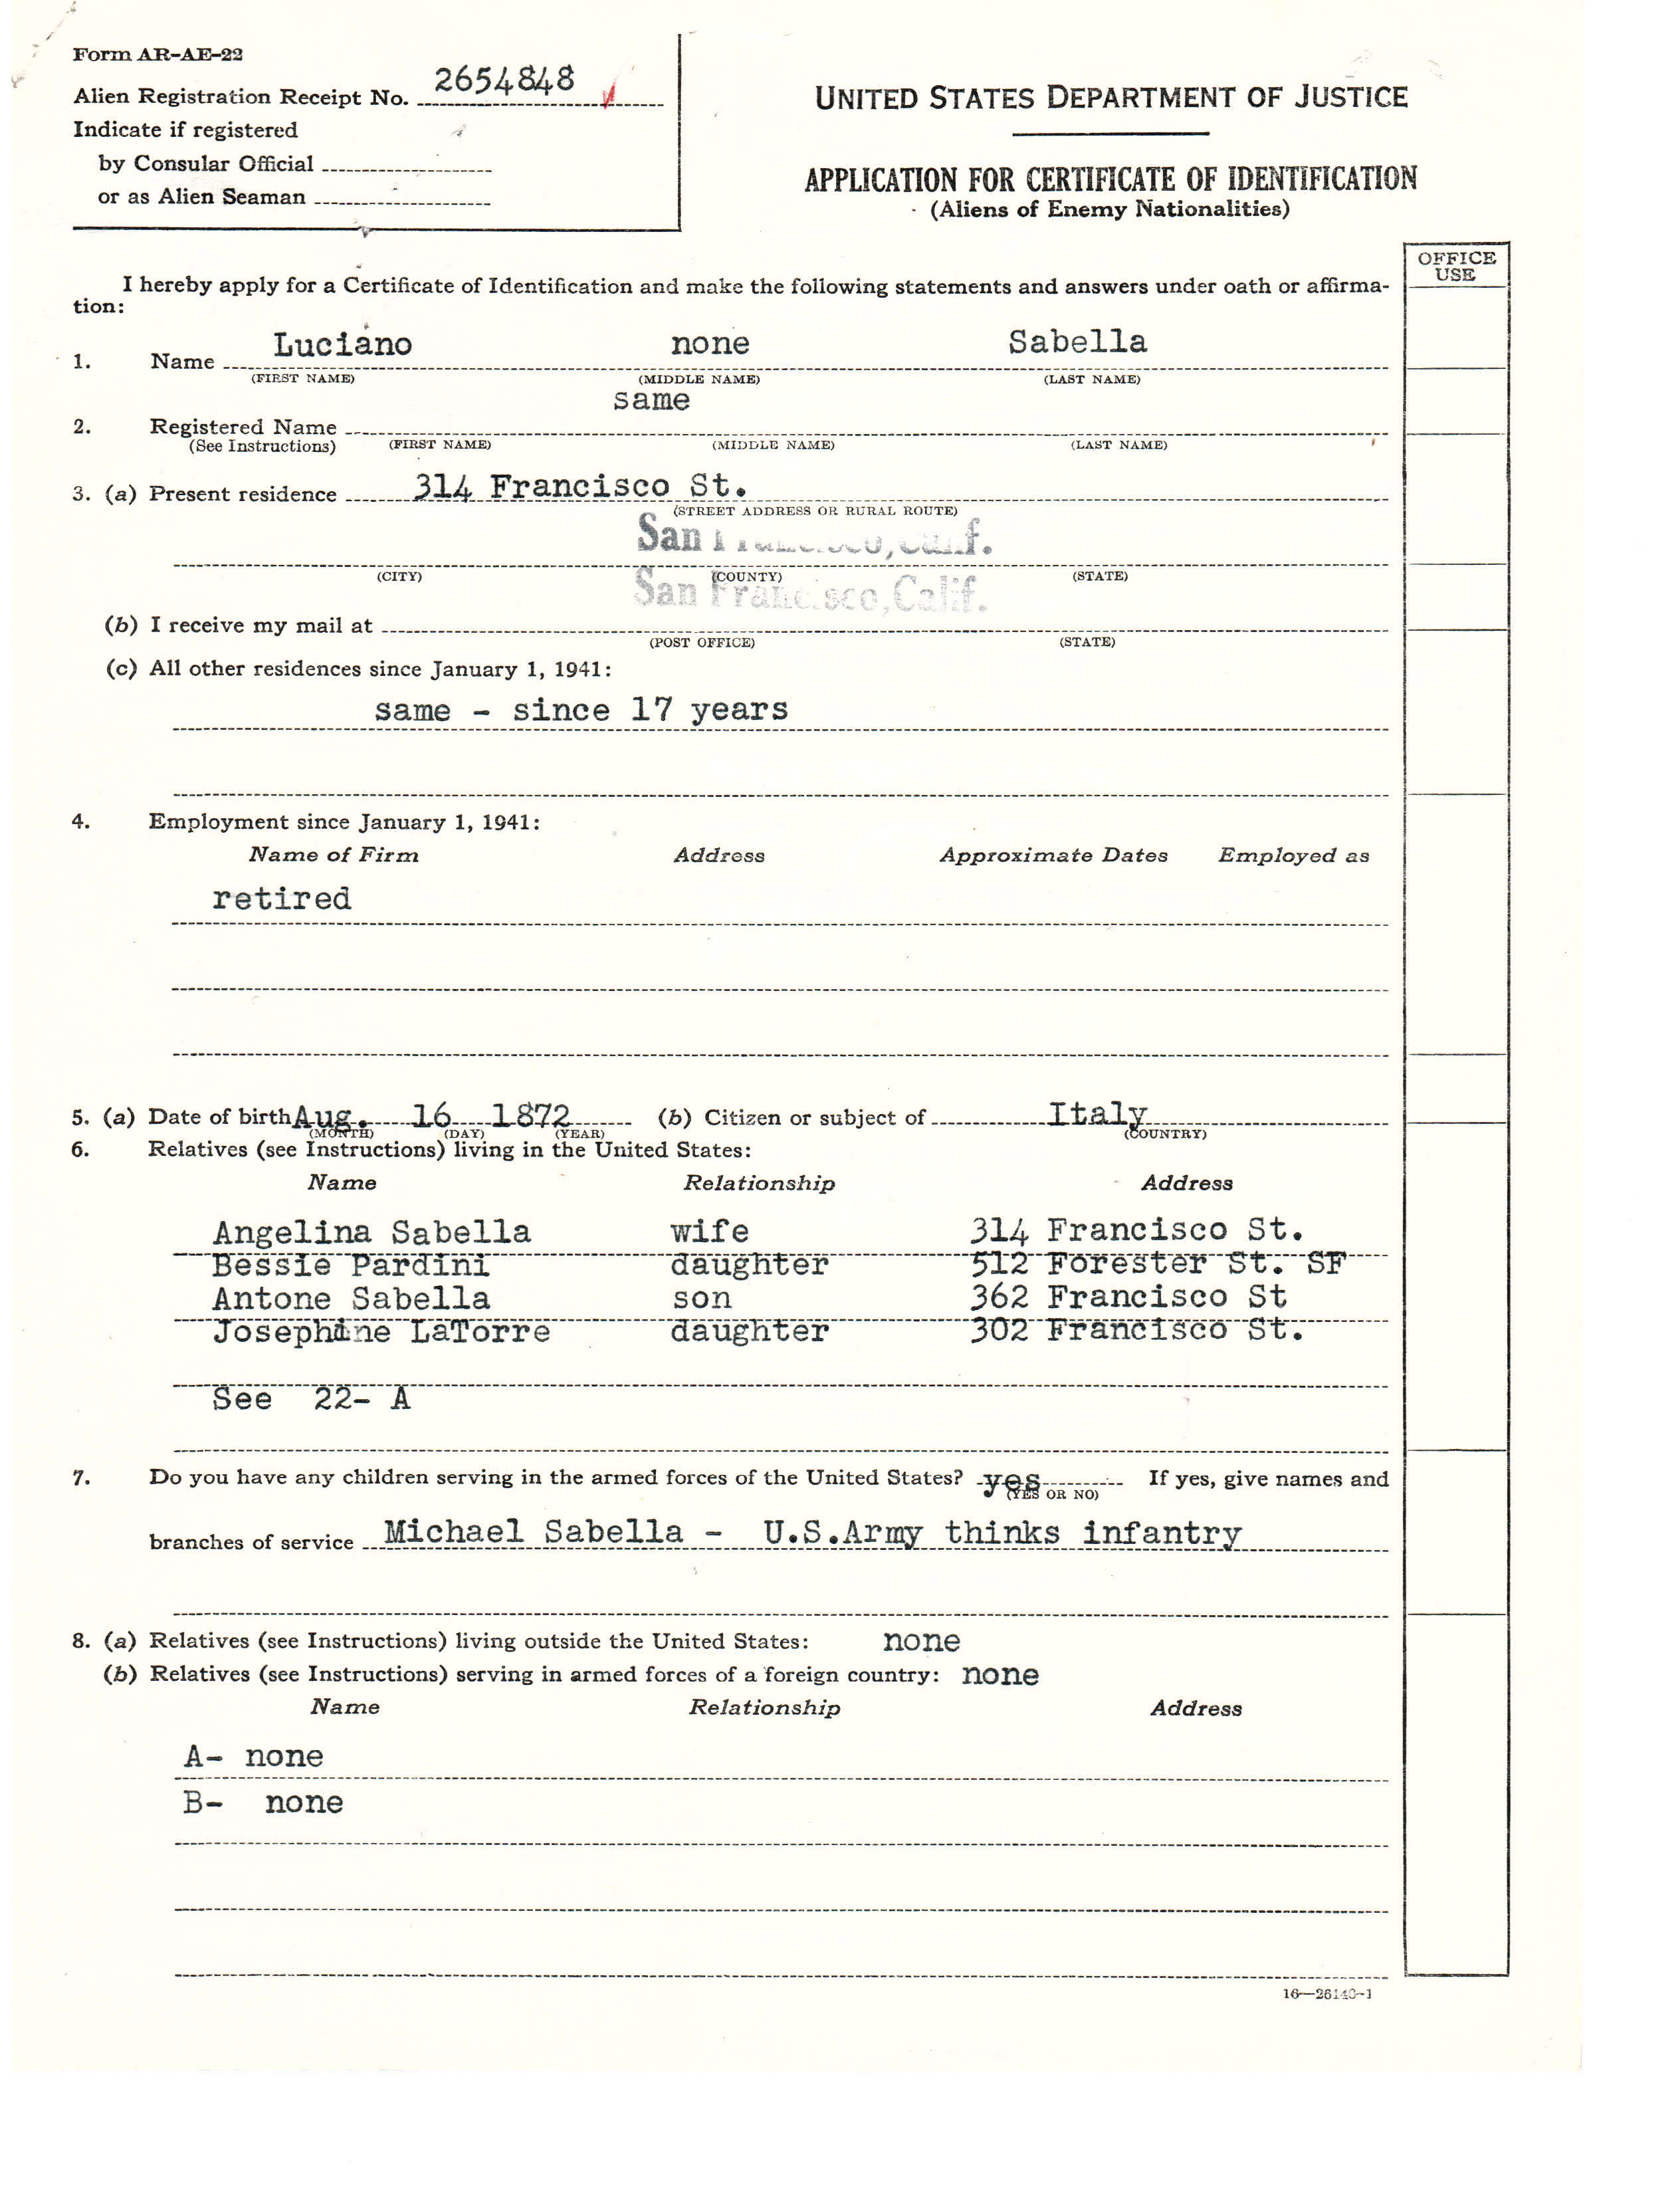 Form AR-AE-22
Alien Registration Receipt No. 2654848
Indicate if registered
by Consular Official
or as Alien Seaman
UNITED STATES DEPARTMENT OF JUSTICE
APPLICATION FOR CERTIFICATE OF IDENTIFICATION
(Aliens of Enemy Nationalities)
OFFICE
USE
I hereby apply for a Certificate of Identification and make the following statements and answers under oath or affirma-
tion:
1. Name Luciano none Sabella
(FIRST NAME) (MIDDLE NAME) (LAST NAME)
same
2. Registered Name
(See Instructions) (FIRST NAME) (MIDDLE NAME) (LAST NAME)
3. (a) Present residence 314 Francisco St.
(STREET ADDRESS OR RURAL ROUTE)
San Francisco, Calif.
(CITY) (COUNTY) (STATE)
San Francisco, Calif.
(b) I receive my mail at
(POST OFFICE) (STATE)
(c) All other residences since January 1, 1941:
same - since 17 years
4. Employment since January 1, 1941:
Name of Firm Address Approximate Dates Employed as
retired
5. (a) Date of birth Aug. 16 1872 (b) Citizen or subject of Italy
(MONTH) (DAY) (YEAR) (COUNTRY)
6. Relatives (see Instructions) living in the United States:
Name Relationship Address
Angelina Sabella wife 314 Francisco St.
Bessie Pardini daughter 512 Forester St. SF
Antone Sabella son 362 Francisco St
Josephine LaTorre daughter 302 Francisco St.
See 22- A
7. Do you have any children serving in the armed forces of the United States? yes If yes, give names and
(YES OR NO)
branches of service Michael Sabella - U.S.Army thinks infantry
8. (a) Relatives (see Instructions) living outside the United States: none
(b) Relatives (see Instructions) serving in armed forces of a foreign country: none
Name Relationship Address
A- none
B- none
16—26140-1